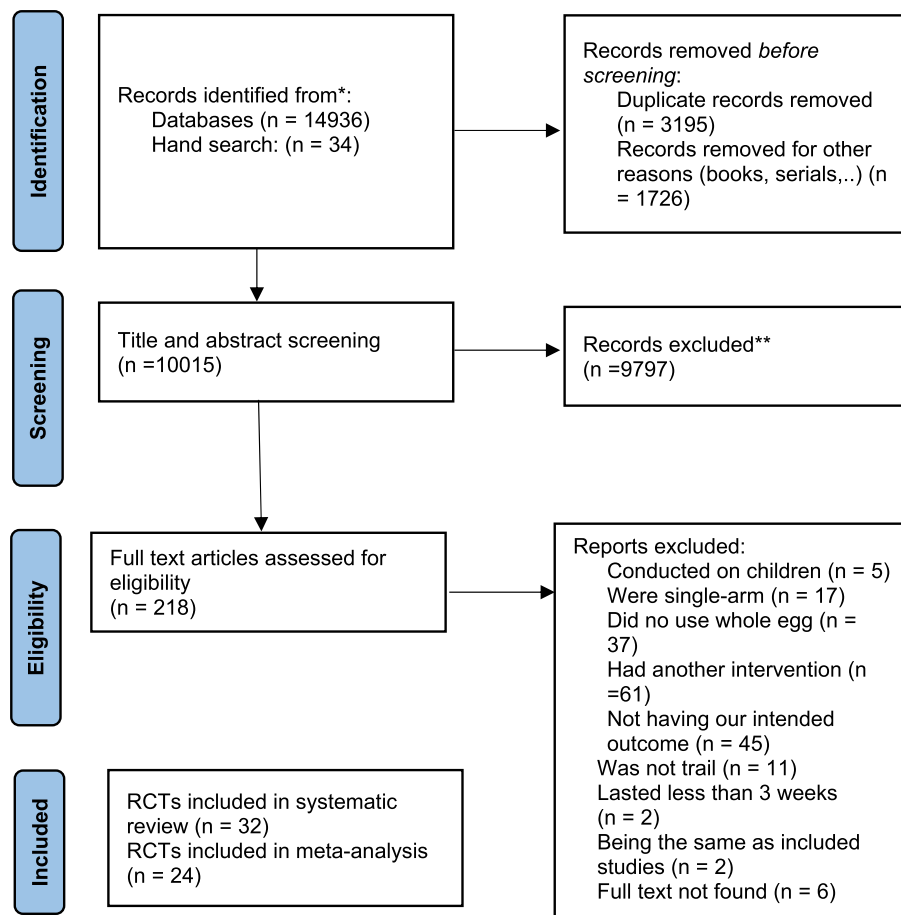 Identification
Records identified from*:
Databases (n = 14936)
Hand search: (n = 34)
Records removed before
screening:
Duplicate records removed
(n = 3195)
Records removed for other
reasons (books, serials,..) (n
= 1726)
Screening
Title and abstract screening
(n =10015)
Records excluded**
(n =9797)
Eligibility
Full text articles assessed for
eligibility
(n = 218)
Reports excluded:
Conducted on children (n = 5)
Were single-arm (n = 17)
Did no use whole egg (n =
37)
Had another intervention (n
=61)
Not having our intended
outcome (n = 45)
Was not trail (n = 11)
Lasted less than 3 weeks
(n = 2)
Being the same as included
studies (n = 2)
Full text not found (n = 6)
Included
RCTs included in systematic
review (n = 32)
RCTs included in meta-analysis
(n = 24)